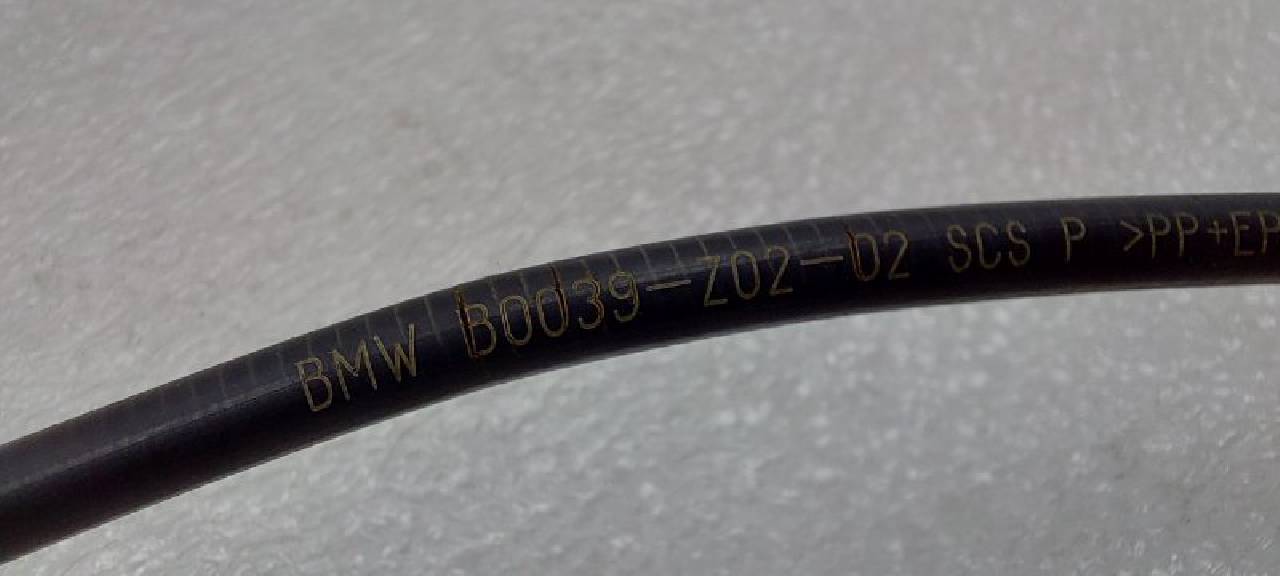 BMW B0039-Z02-02 SCS P >PP+EP